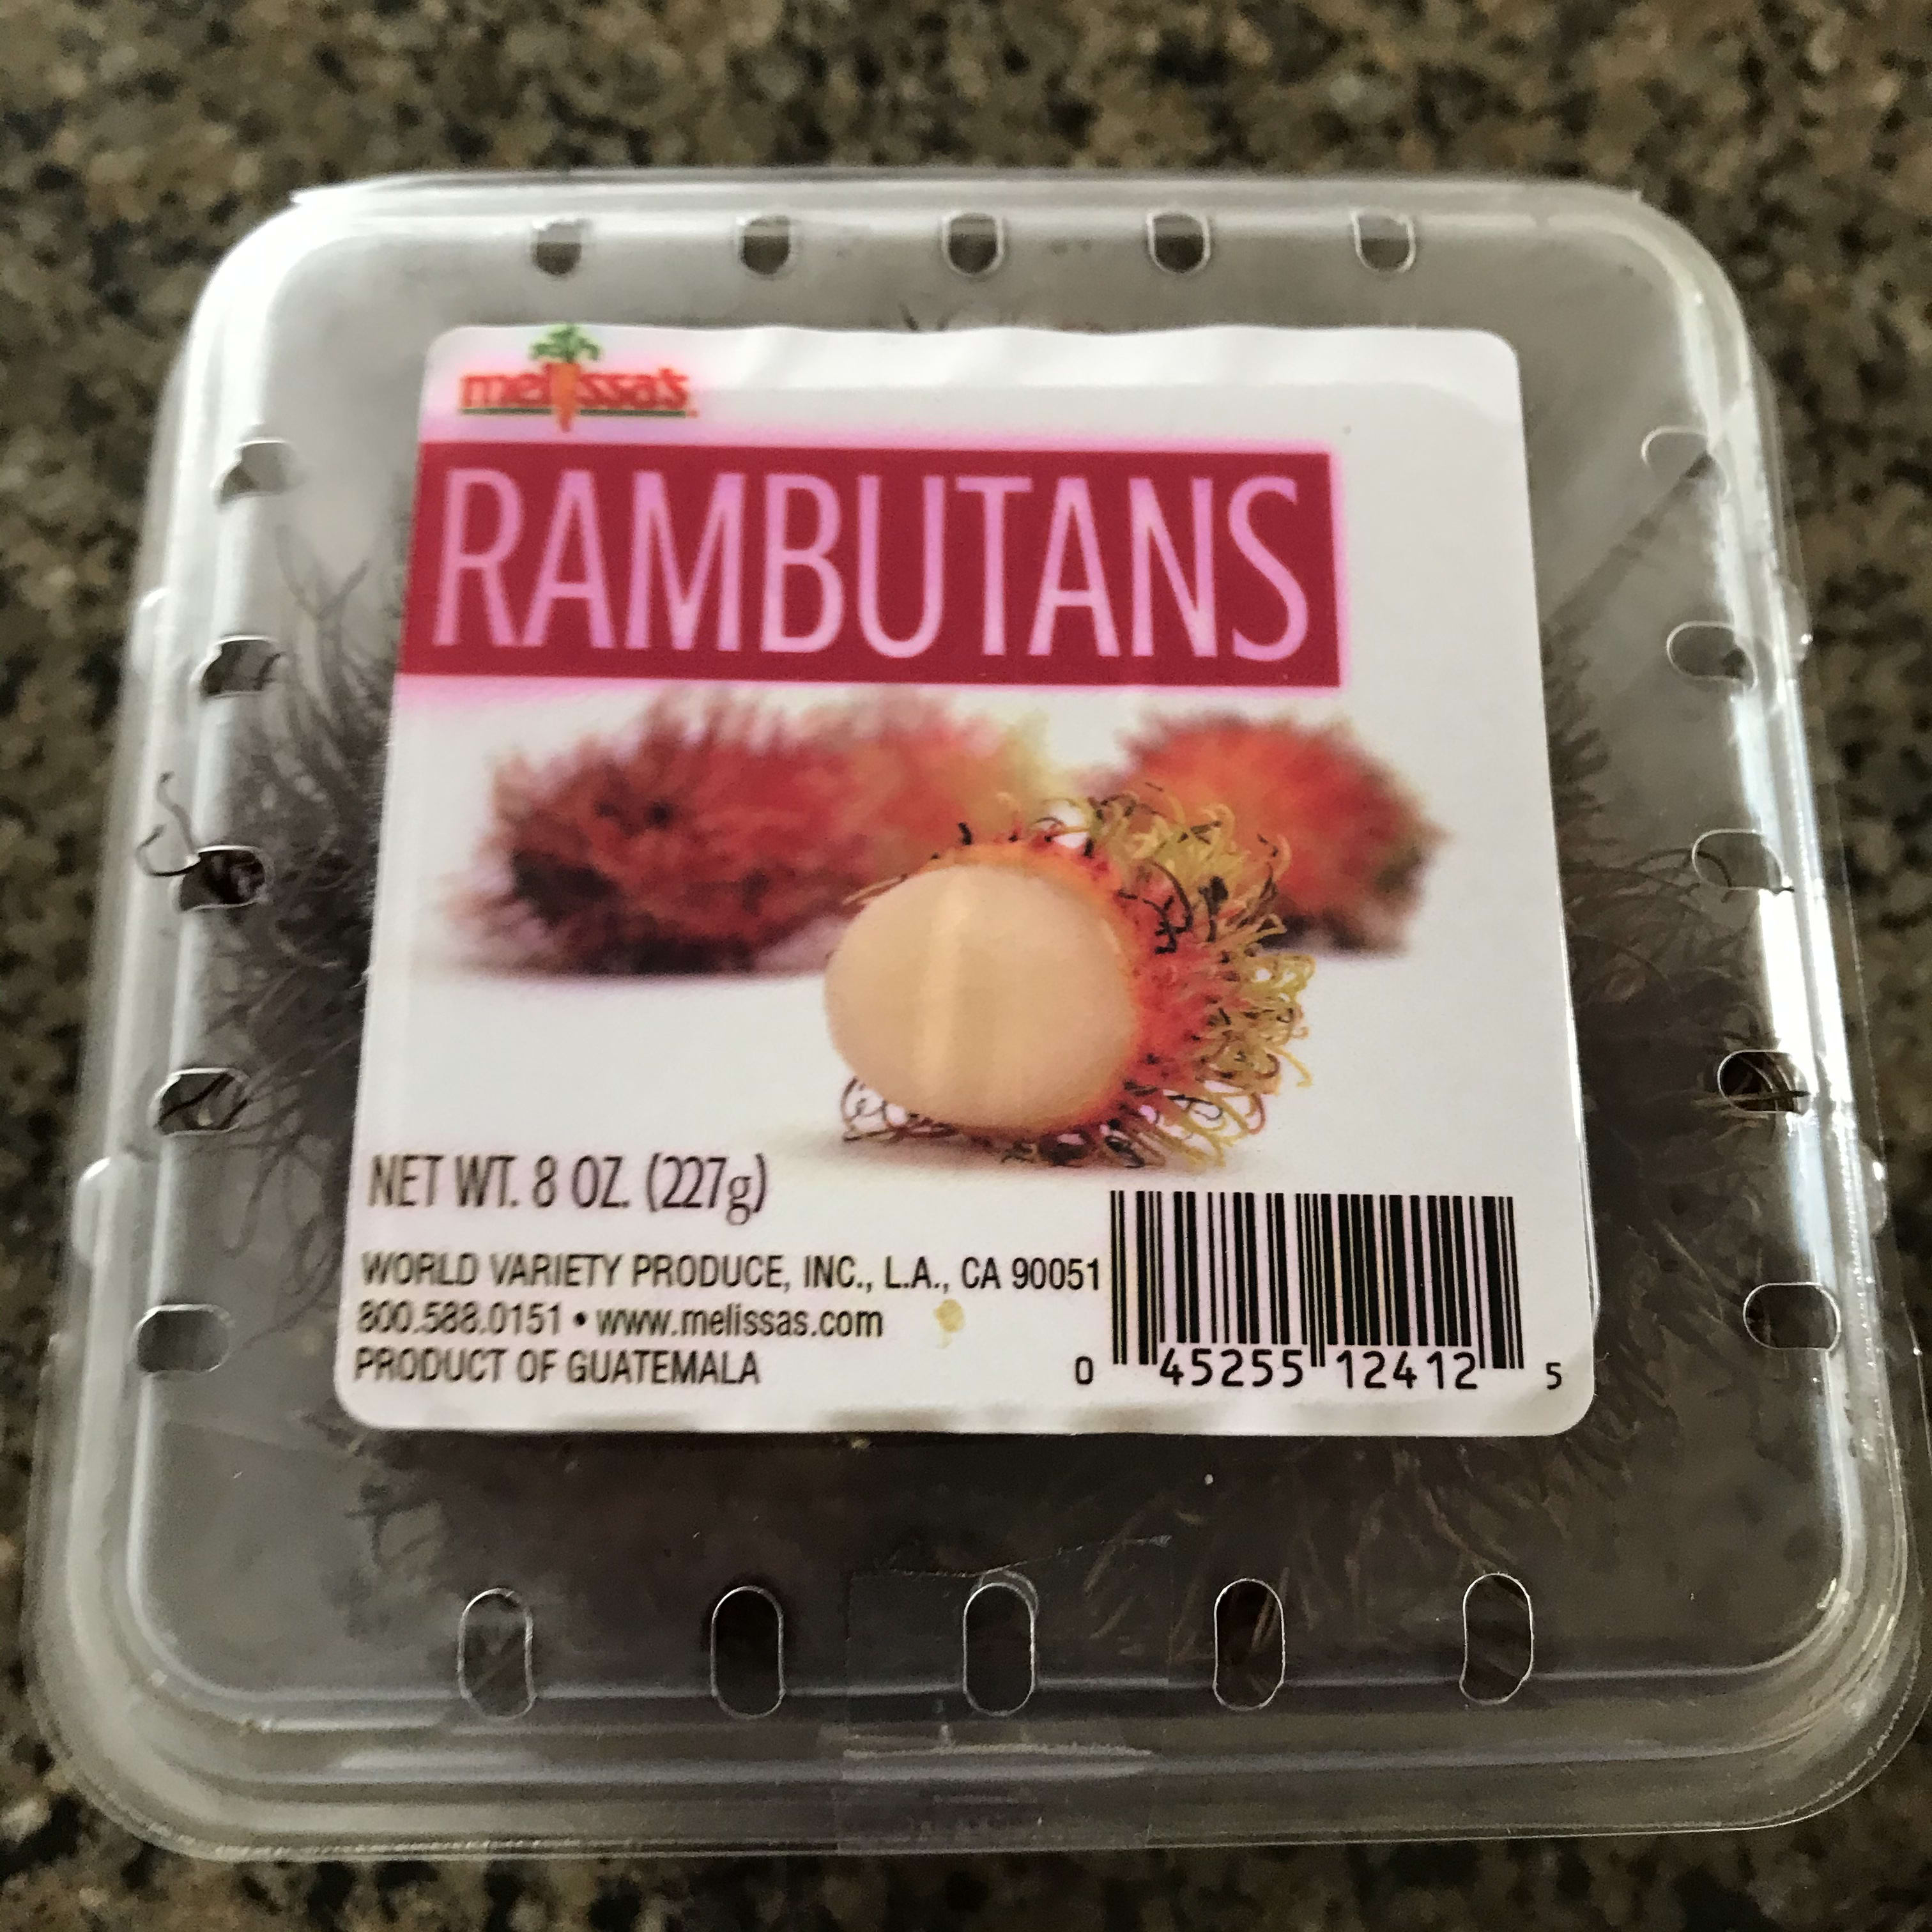 melissa's
RAMBUTANS
NET WT. 8 OZ. (227g)
WORLD VARIETY PRODUCE, INC., L.A., CA 90051
800.588.0151 • www.melissas.com
PRODUCT OF GUATEMALA
0 45255 12412 5